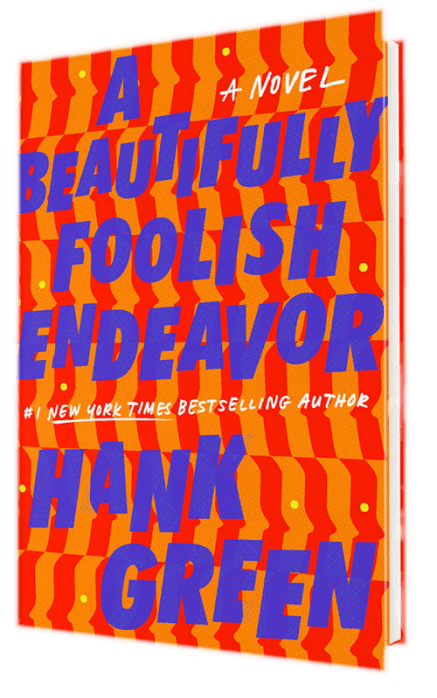 A
A NOVEL
BEAUTIFULLY
FOOLISH
ENDEAVOR
#1 NEW YORK TIMES BESTSELLING AUTHOR
HANK
GREEN